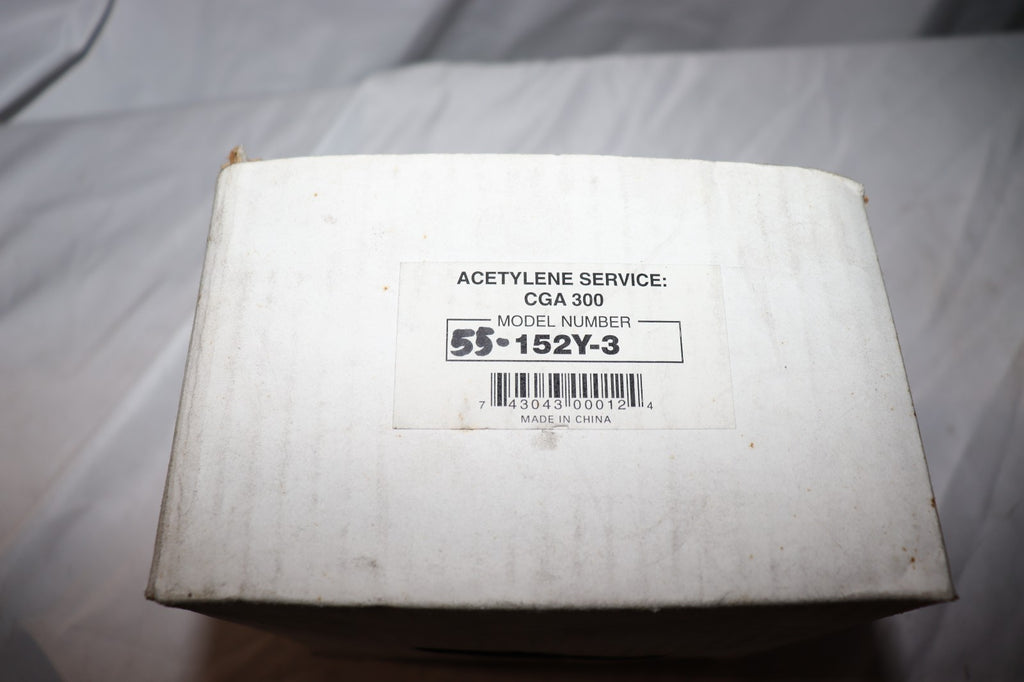 ACETYLENE SERVICE:
CGA 300
MODEL NUMBER
55-152Y-3
7 43043 00012 4
MADE IN CHINA